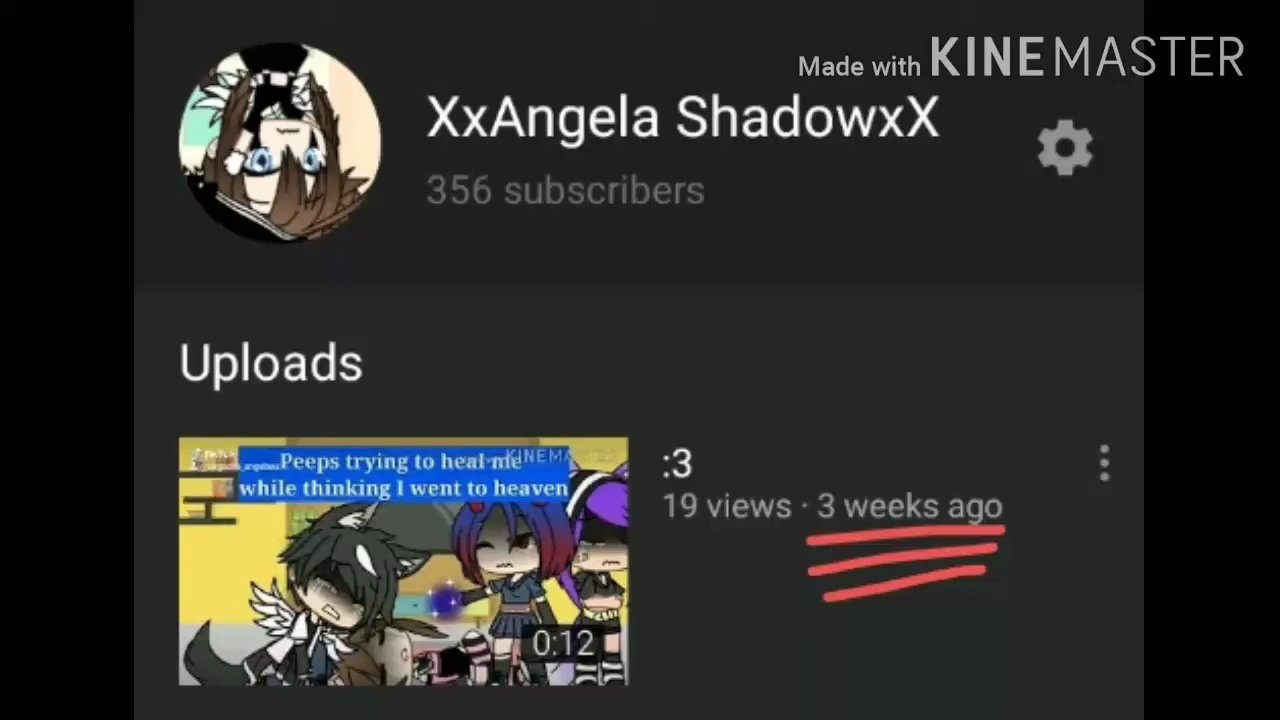 Made with KINEMASTER
XxAngela ShadowxX
356 subscribers
Uploads
Peeps trying to heal me
while thinking I went to heaven
:3
19 views · 3 weeks ago
0:12